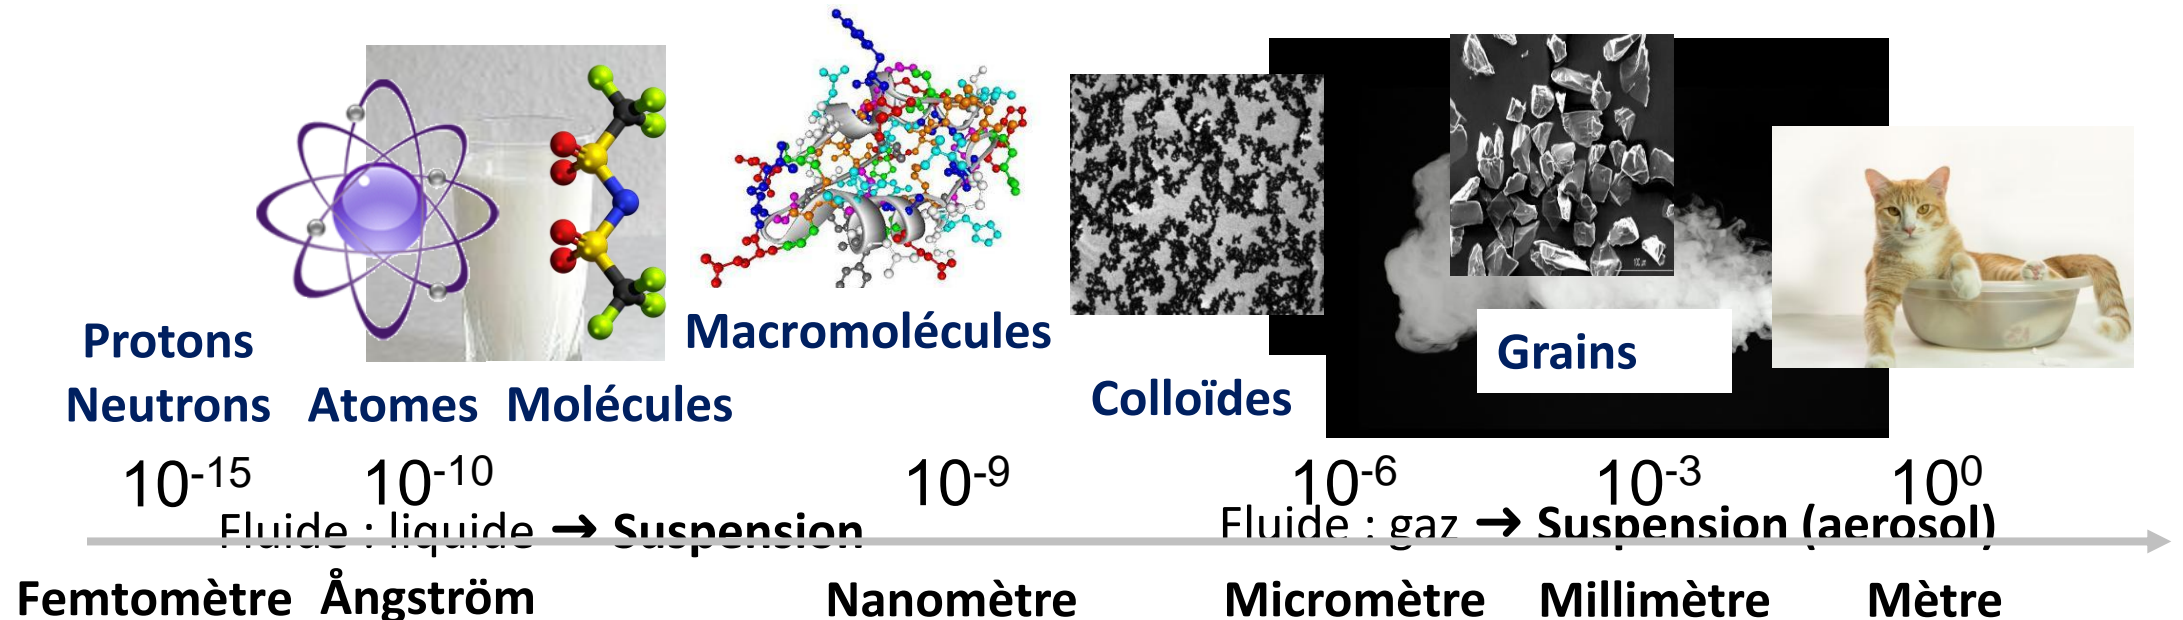 Protons
Neutrons
Atomes
Molécules
Macromolécules
Colloïdes
Grains
10-15
10-10
10-9
10-6
10-3
100
Fluide : liquide ➜ Suspension
Fluide : gaz ➜ Suspension (aerosol)
Femtomètre
Ångström
Nanomètre
Micromètre
Millimètre
Mètre